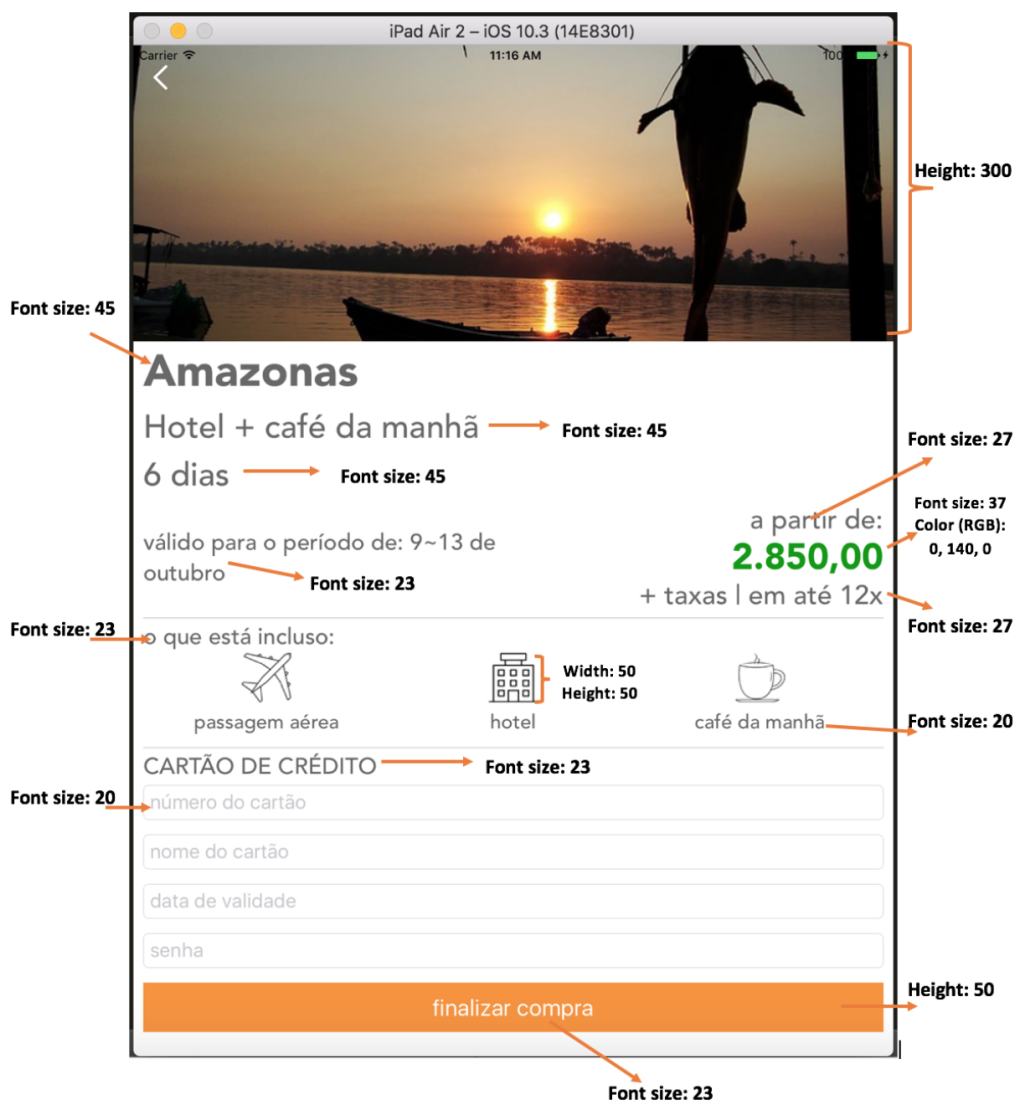 iPad Air 2 – iOS 10.3 (14E8301)
Carrier 11:16 AM 100
Height: 300
Font size: 45
Amazonas
Hotel + café da manhã Font size: 45
Font size: 27
6 dias Font size: 45
Font size: 37
Color (RGB):
0, 140, 0
a partir de:
válido para o período de: 9~13 de
outubro
2.850,00
Font size: 23
+ taxas | em até 12x
Font size: 27
Font size: 23
o que está incluso:
Width: 50
Height: 50
passagem aérea hotel café da manhã Font size: 20
CARTÃO DE CRÉDITO Font size: 23
Font size: 20
número do cartão
nome do cartão
data de validade
senha
Height: 50
finalizar compra
Font size: 23